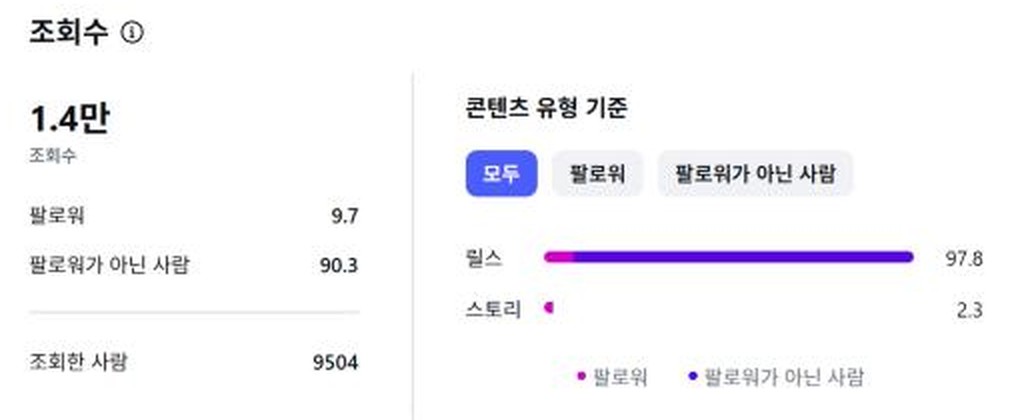 조회수
1.4만
조회수
팔로워 9.7
팔로워가 아닌 사람 90.3
조회한 사람 9504
콘텐츠 유형 기준
모두 팔로워 팔로워가 아닌 사람
릴스 97.8
스토리 2.3
팔로워 팔로워가 아닌 사람